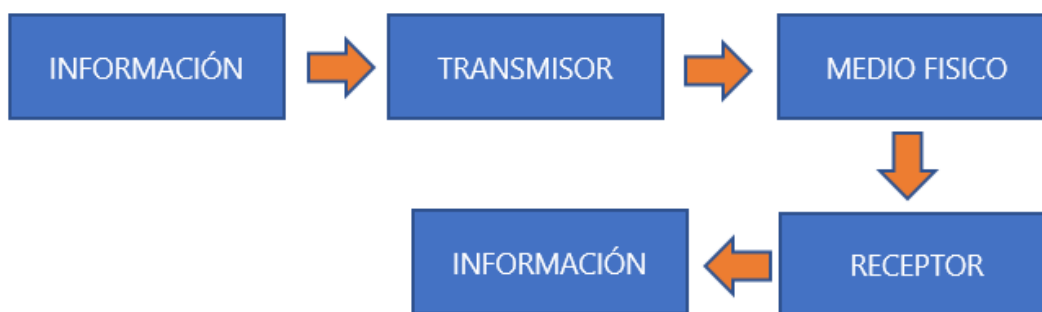 INFORMACIÓN
TRANSMISOR
MEDIO FISICO
RECEPTOR
INFORMACIÓN